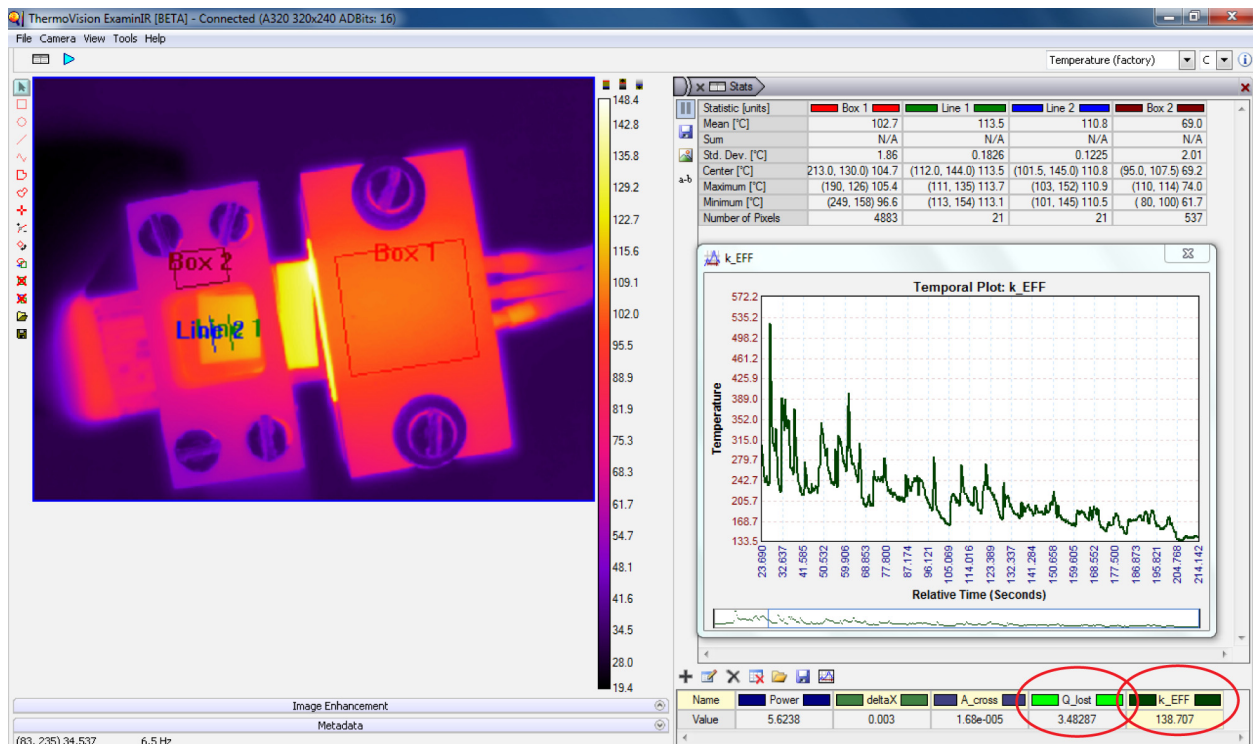 ThermoVision ExaminIR [BETA] - Connected (A320 320x240 ADBits: 16)
File Camera View Tools Help
Temperature (factory) C
Stats
Statistic [units] Box 1 Line 1 Line 2 Box 2
Mean [°C] 102.7 113.5 110.8 69.0
Sum N/A N/A N/A N/A
Std. Dev. [°C] 1.86 0.1826 0.1225 2.01
Center [°C] 213.0, 130.0) 104.7 (112.0, 144.0) 113.5 (101.5, 145.0) 110.8 (95.0, 107.5) 69.2
Maximum [°C] (190, 126) 105.4 (111, 135) 113.7 (103, 152) 110.9 (110, 114) 74.0
Minimum [°C] (249, 158) 96.6 (113, 154) 113.1 (101, 145) 110.5 ( 80, 100) 61.7
Number of Pixels 4883 21 21 537
a-b
Box 1
Box 2
Line 2 1
148.4
142.8
135.8
129.2
122.7
115.6
109.1
102.0
95.5
88.9
81.9
75.3
68.3
61.7
54.7
48.1
41.6
34.5
28.0
19.4
k_EFF
Temporal Plot: k_EFF
Temperature
572.2
535.2
498.2
461.2
425.9
389.0
352.0
315.0
279.7
242.7
205.7
168.7
133.5
23.690 32.637 41.585 50.532 59.906 68.853 77.800 87.174 96.121 105.069 114.016 123.389 132.337 141.284 150.658 159.605 168.552 177.500 186.873 195.821 204.768 214.142
Relative Time (Seconds)
Name Power deltaX A_cross Q_lost k_EFF
Value 5.6238 0.003 1.68e-005 3.48287 138.707
Image Enhancement
Metadata
(83, 235) 34.537 6.5 Hz